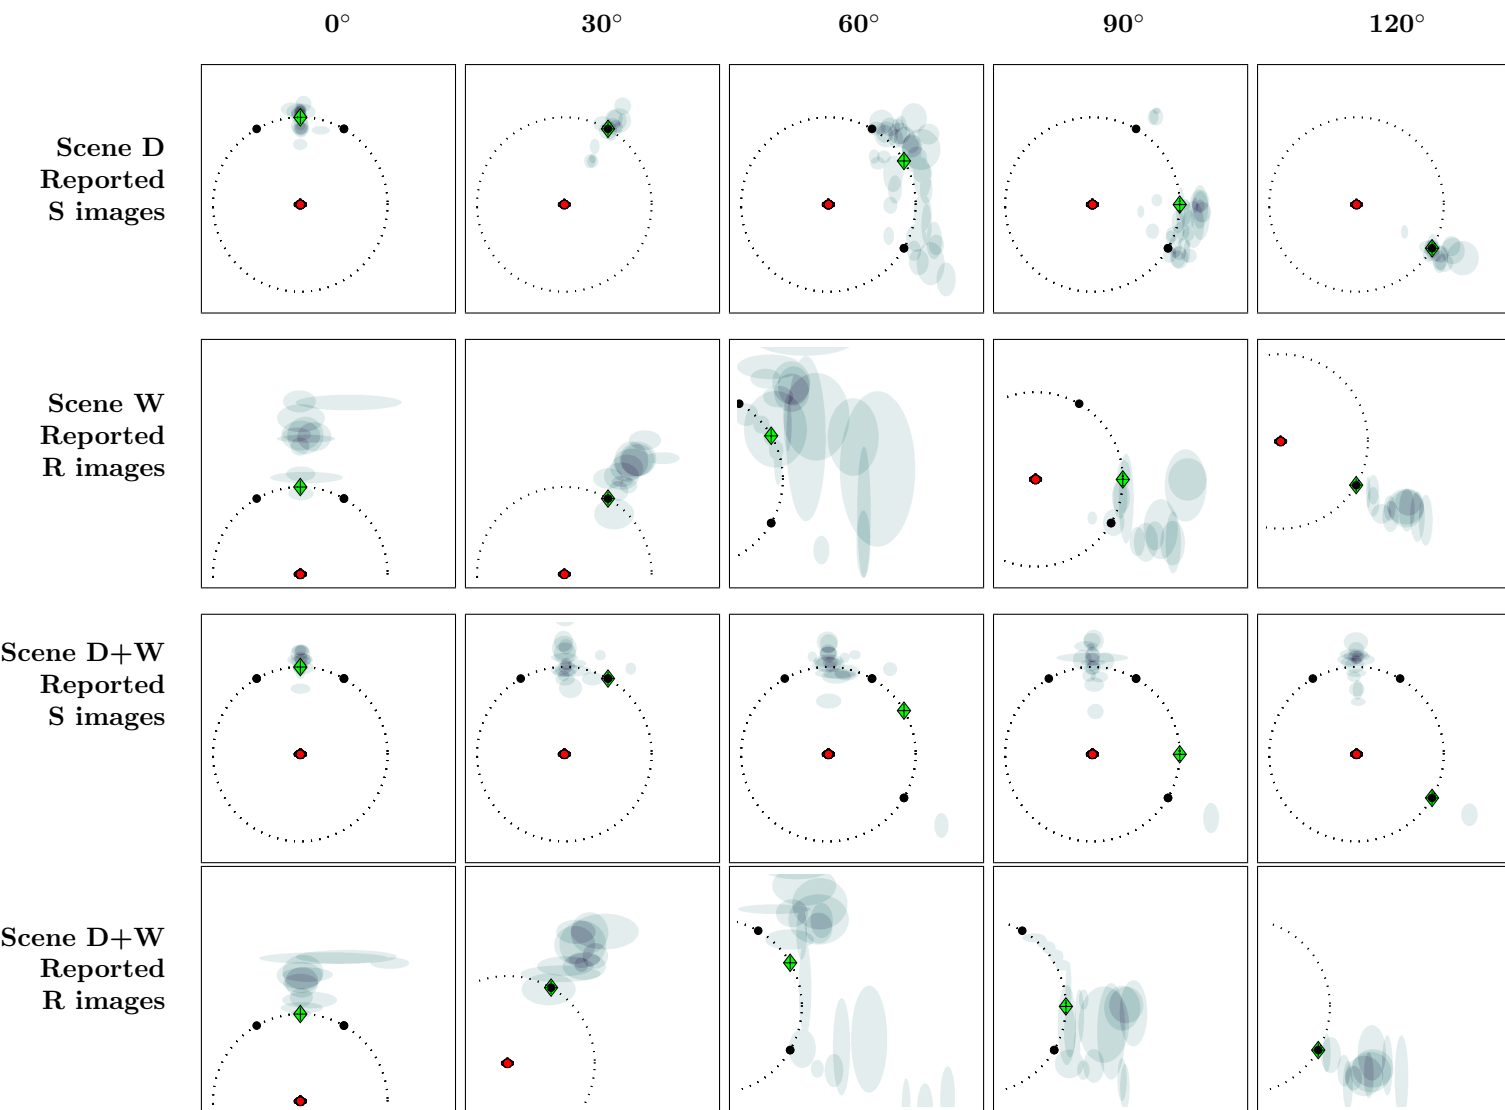 0° 30° 60° 90° 120°
Scene D
Reported
S images
Scene W
Reported
R images
Scene D+W
Reported
S images
Scene D+W
Reported
R images